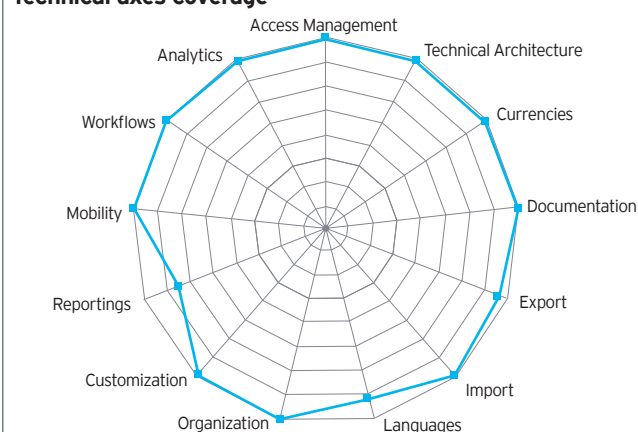 Technical axes coverage
Access Management
Analytics
Technical Architecture
Workflows
Currencies
Mobility
Documentation
Reportings
Export
Customization
Import
Organization
Languages